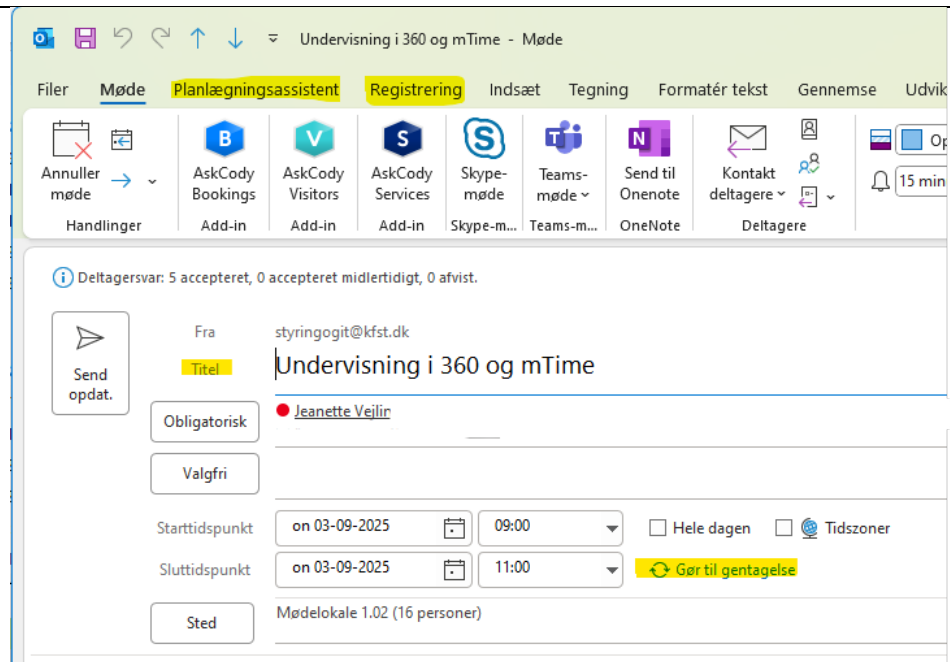 Undervisning i 360 og mTime - Møde
Filer Møde Planlægningsassistent Registrering Indsæt Tegning Formatér tekst Gennemse
Annuller møde
AskCody Bookings
AskCody Visitors
AskCody Services
Skype-møde
Teams-møde
Send til Onenote
Kontakt deltagere
15 min
Handlinger Add-in Add-in Add-in Skype-m... Teams-m... OneNote Deltagere
Deltagersvar: 5 accepteret, 0 accepteret midlertidigt, 0 afvist.
Send opdat.
Fra styringogit@kfst.dk
Titel Undervisning i 360 og mTime
Obligatorisk Jeanette
Valgfri
Starttidspunkt on 03-09-2025 09:00 Hele dagen Tidszoner
Sluttidspunkt on 03-09-2025 11:00 Gør til gentagelse
Sted Mødelokale 1.02 (16 personer)